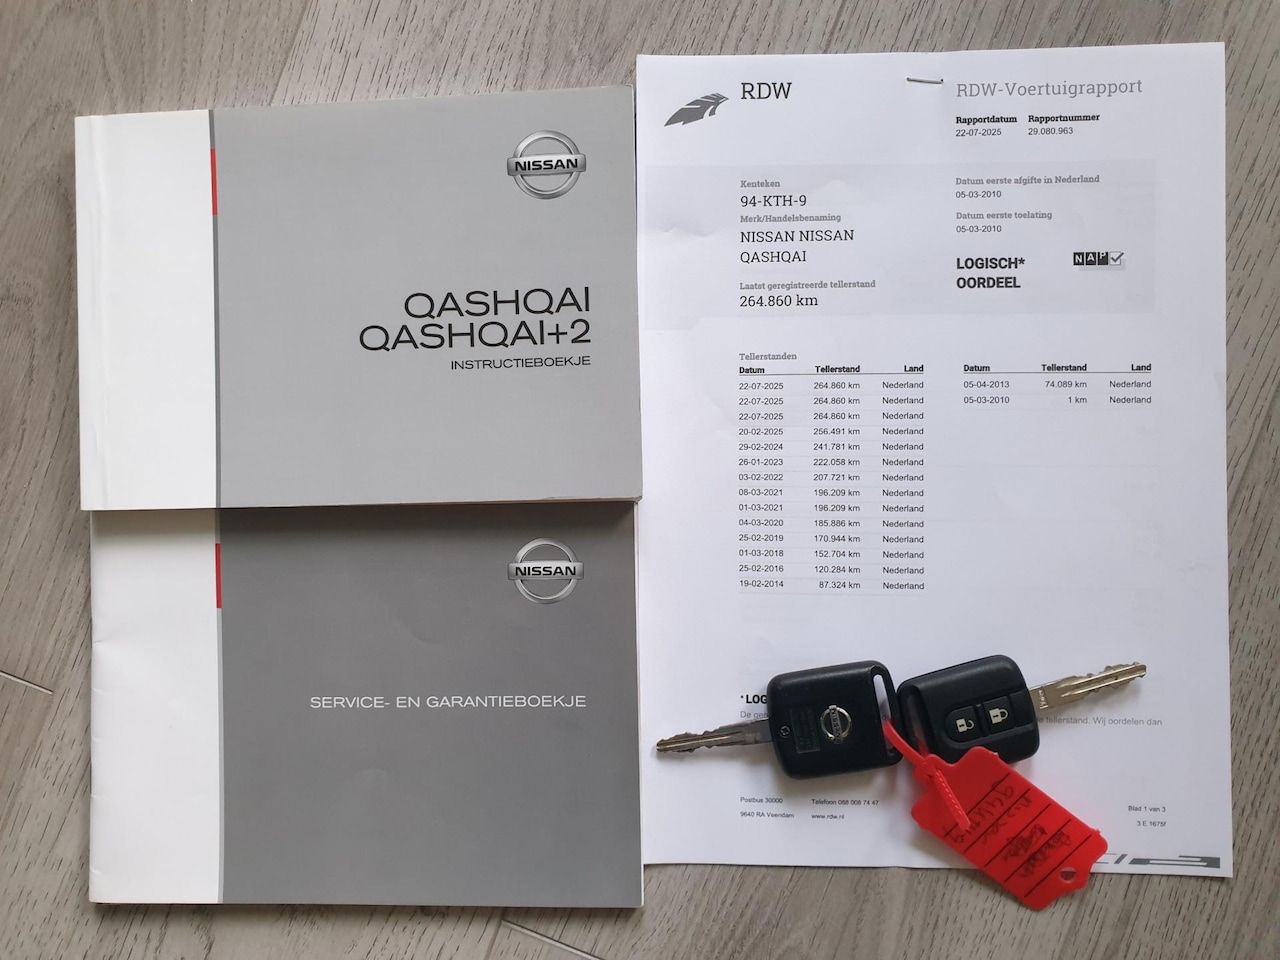 NISSAN
QASHQAI
QASHQAI+2
INSTRUCTIEBOEKJE
NISSAN
SERVICE- EN GARANTIEBOEKJE
RDW
RDW-Voertuigrapport
Rapportdatum Rapportnummer
22-07-2025 29.080.963
Kenteken
94-KTH-9
Merk/Handelsbenaming
NISSAN NISSAN
QASHQAI
Laatst geregistreerde tellerstand
264.860 km
Datum eerste afgifte in Nederland
05-03-2010
Datum eerste toelating
05-03-2010
LOGISCH*
OORDEEL
NAP
Tellerstanden
Datum Tellerstand Land
22-07-2025 264.860 km Nederland
22-07-2025 264.860 km Nederland
22-07-2025 264.860 km Nederland
20-02-2025 256.491 km Nederland
29-02-2024 241.781 km Nederland
26-01-2023 222.058 km Nederland
03-02-2022 207.721 km Nederland
08-03-2021 196.209 km Nederland
01-03-2021 196.209 km Nederland
04-03-2020 185.886 km Nederland
25-02-2019 170.944 km Nederland
01-03-2018 152.704 km Nederland
25-02-2016 120.284 km Nederland
19-02-2014 87.324 km Nederland
Datum Tellerstand Land
05-04-2013 74.089 km Nederland
05-03-2010 1 km Nederland
*LOG
De ge
e tellerstand. Wij oordelen dan
NISSAN
Postbus 30000
9640 RA Veendam
Telefoon 088 008 74 47
www.rdw.nl
Blad 1 van 3
3 E 1675f